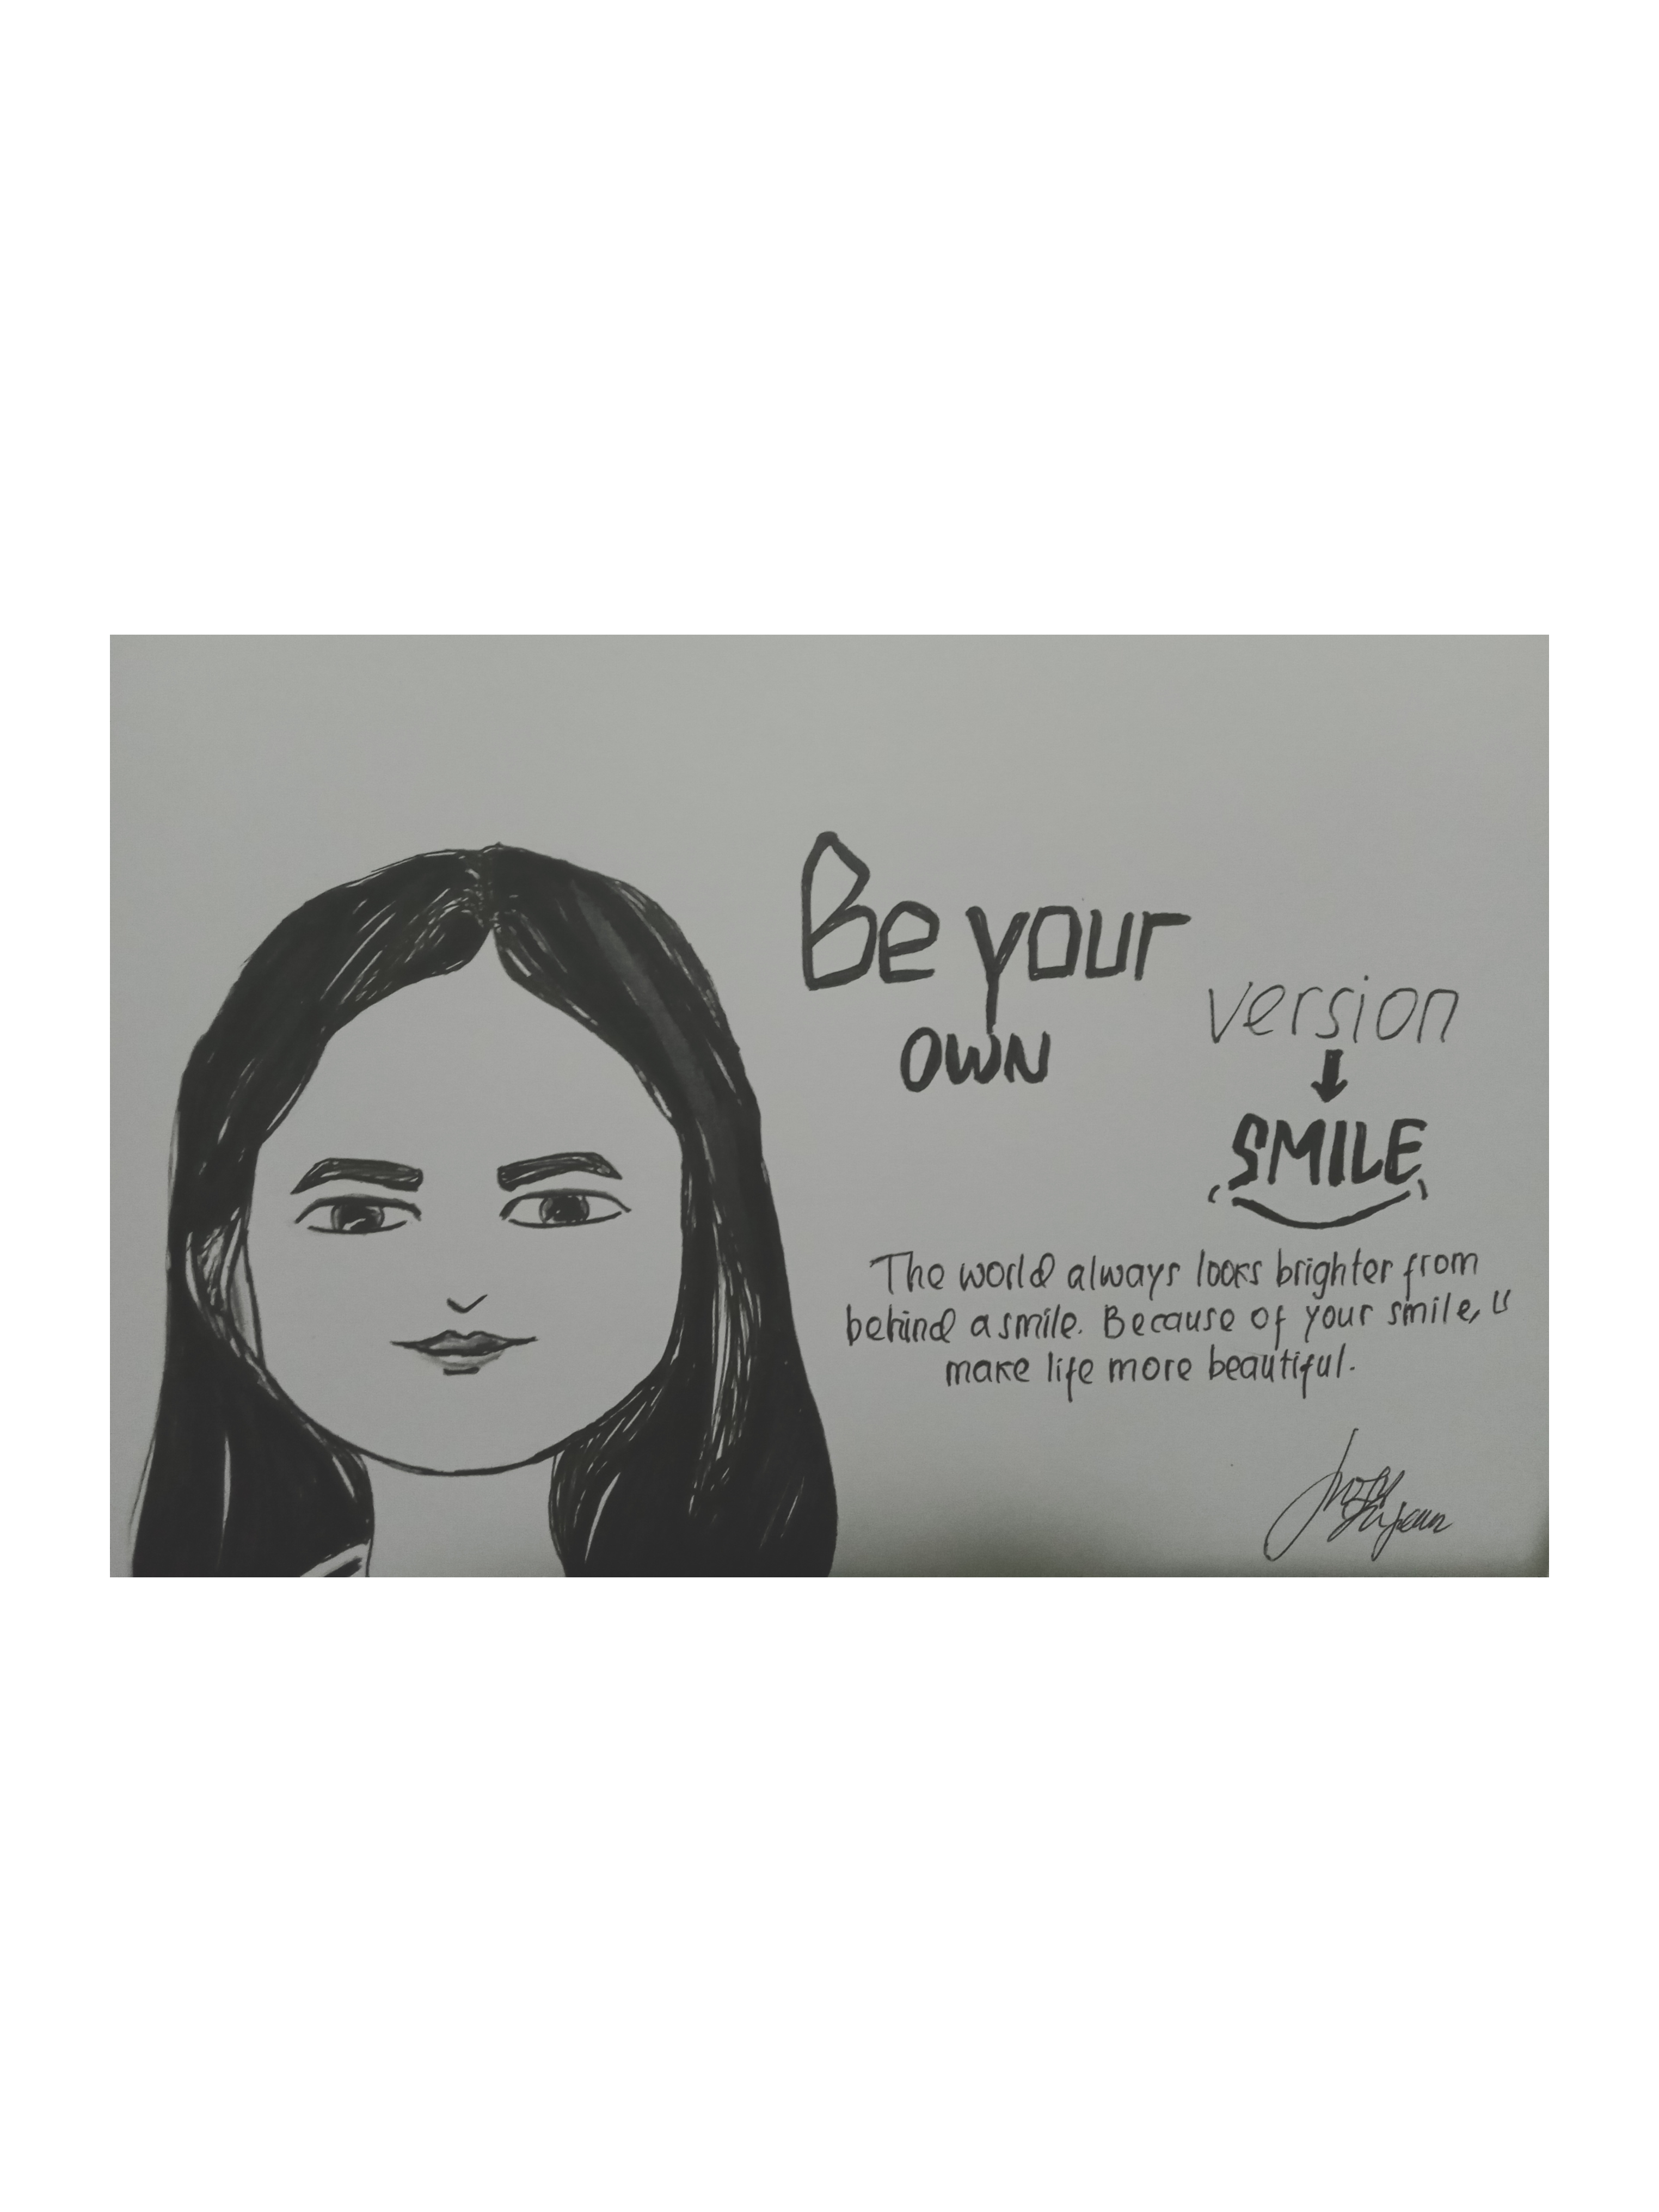 Be your
own
version
SMILE
The world always looks brighter from
behind a smile. Because of your smile, u
make life more beautiful.